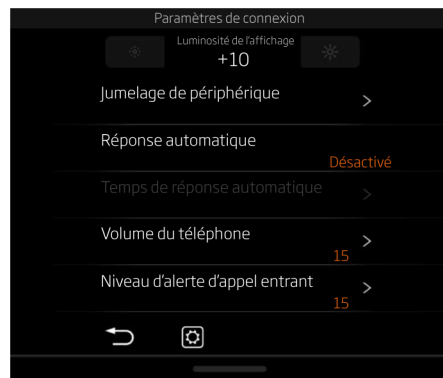 Paramètres de connexion
Luminosité de l'affichage
+10
Jumelage de périphérique
Réponse automatique
Désactivé
Temps de réponse automatique
Volume du téléphone
15
Niveau d'alerte d'appel entrant
15